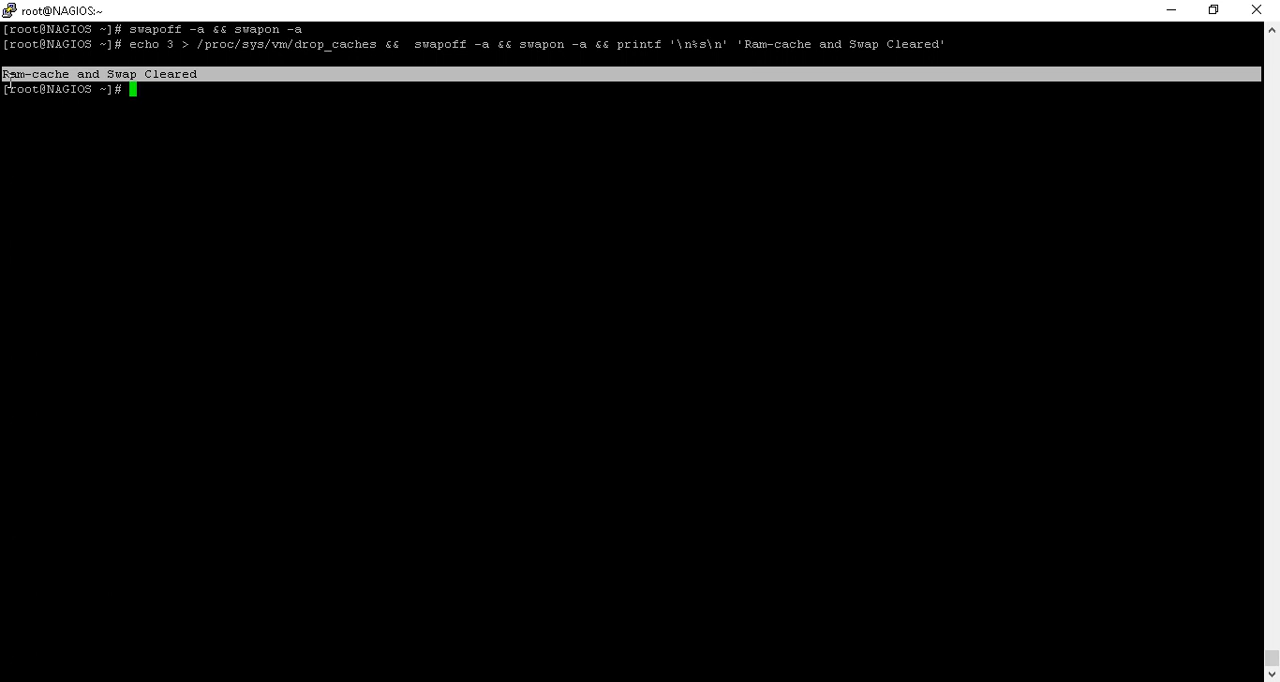 root@NAGIOS:~
[root@NAGIOS ~]# swapoff -a && swapon -a
[root@NAGIOS ~]# echo 3 > /proc/sys/vm/drop_caches &&  swapoff -a && swapon -a && printf '\n%s\n' 'Ram-cache and Swap Cleared'
Ram-cache and Swap Cleared
[root@NAGIOS ~]#